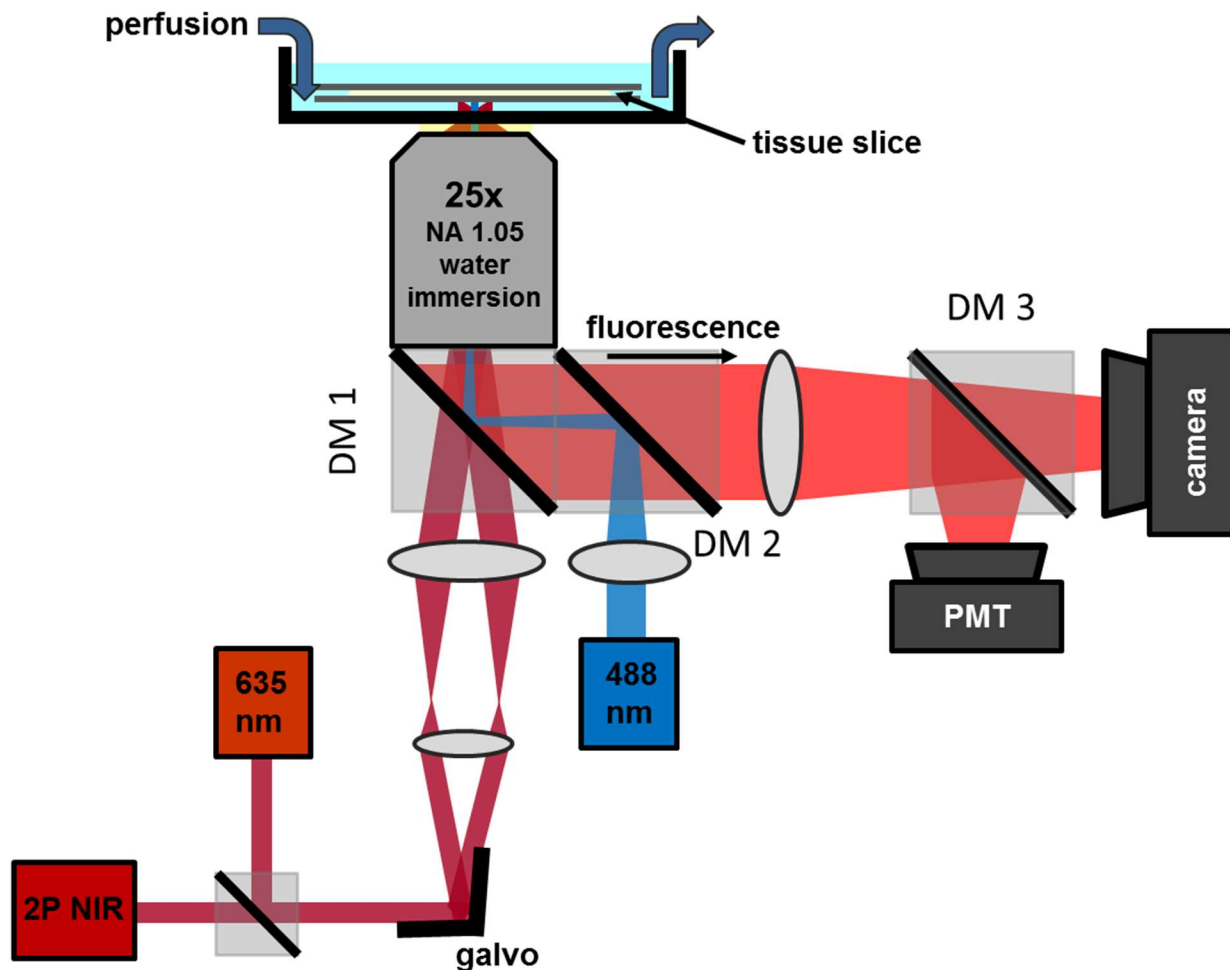 perfusion
tissue slice
25x
NA 1.05
water
immersion
fluorescence
DM 3
DM 1
camera
DM 2
PMT
635
nm
488
nm
2P NIR
galvo